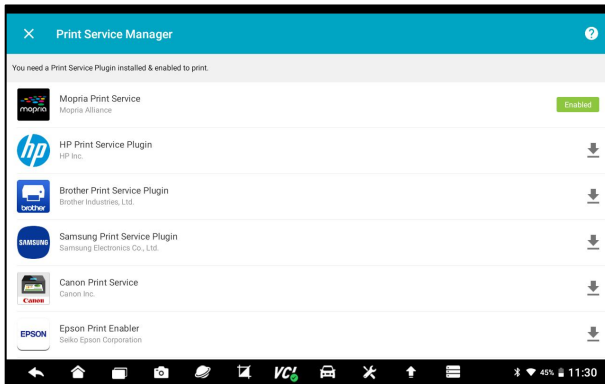 Print Service Manager
?
You need a Print Service Plugin installed & enabled to print.
mopria
Mopria Print Service
Mopria Alliance
Enabled
hp
HP Print Service Plugin
HP Inc.
brother
Brother Print Service Plugin
Brother Industries, Ltd.
SAMSUNG
Samsung Print Service Plugin
Samsung Electronics Co., Ltd.
Canon
Canon Print Service
Canon Inc.
EPSON
Epson Print Enabler
Seiko Epson Corporation
VCI
45%
11:30